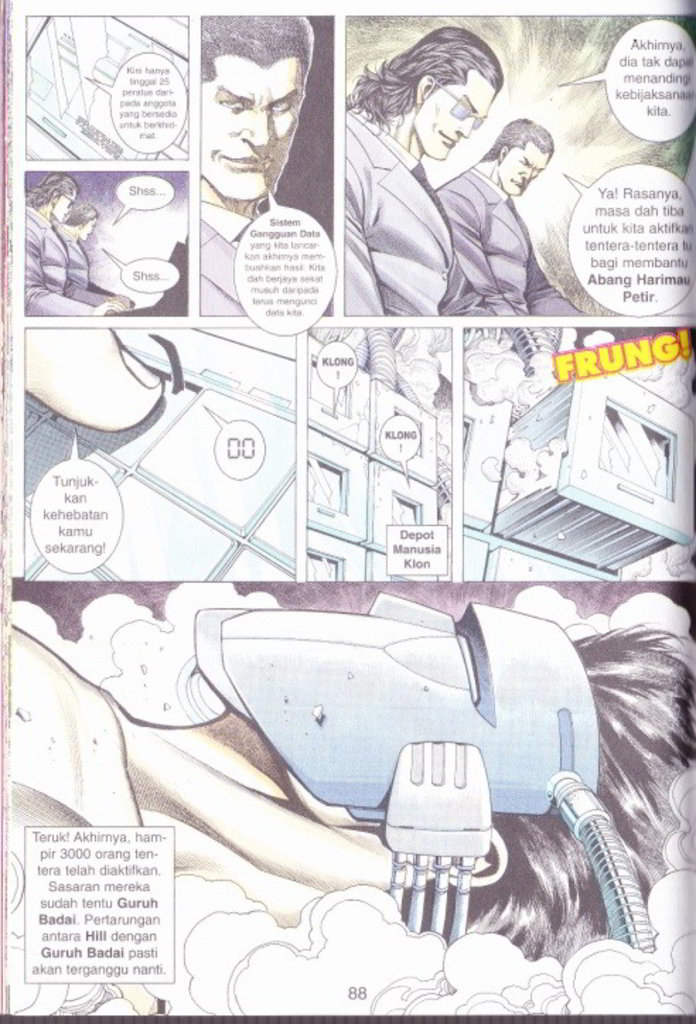 Kini hanya
tinggal 25
peratus dari-
pada anggota
yang bersedia
untuk berkhid-
mat.
Shss...
Shss...
Sistem
Gangguan Data
yang kita lancar-
kan akhirnya mem-
buahkan hasil. Kita
dah berjaya sekat
musuh daripada
terus mengunci
data kita.
Akhirnya,
dia tak dapat
menandingi
kebijaksanaan
kita.
Ya! Rasanya,
masa dah tiba
untuk kita aktifkan
tentera-tentera tu
bagi membantu
Abang Harimau
Petir.
00
Tunjuk-
kan
kehebatan
kamu
sekarang!
KLONG
!
KLONG
!
Depot
Manusia
Klon
FRUNG!
Teruk! Akhirnya, ham-
pir 3000 orang ten-
tera telah diaktifkan.
Sasaran mereka
sudah tentu Guruh
Badai. Pertarungan
antara Hill dengan
Guruh Badai pasti
akan terganggu nanti.
88